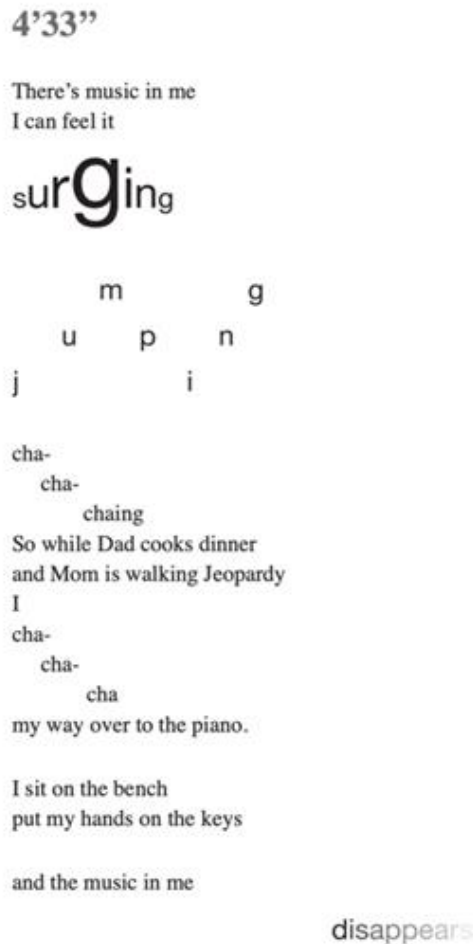 4’33”
There’s music in me
I can feel it
surging
jumping
cha-
cha-
chaing
So while Dad cooks dinner
and Mom is walking Jeopardy
I
cha-
cha-
cha
my way over to the piano.
I sit on the bench
put my hands on the keys
and the music in me
disappears